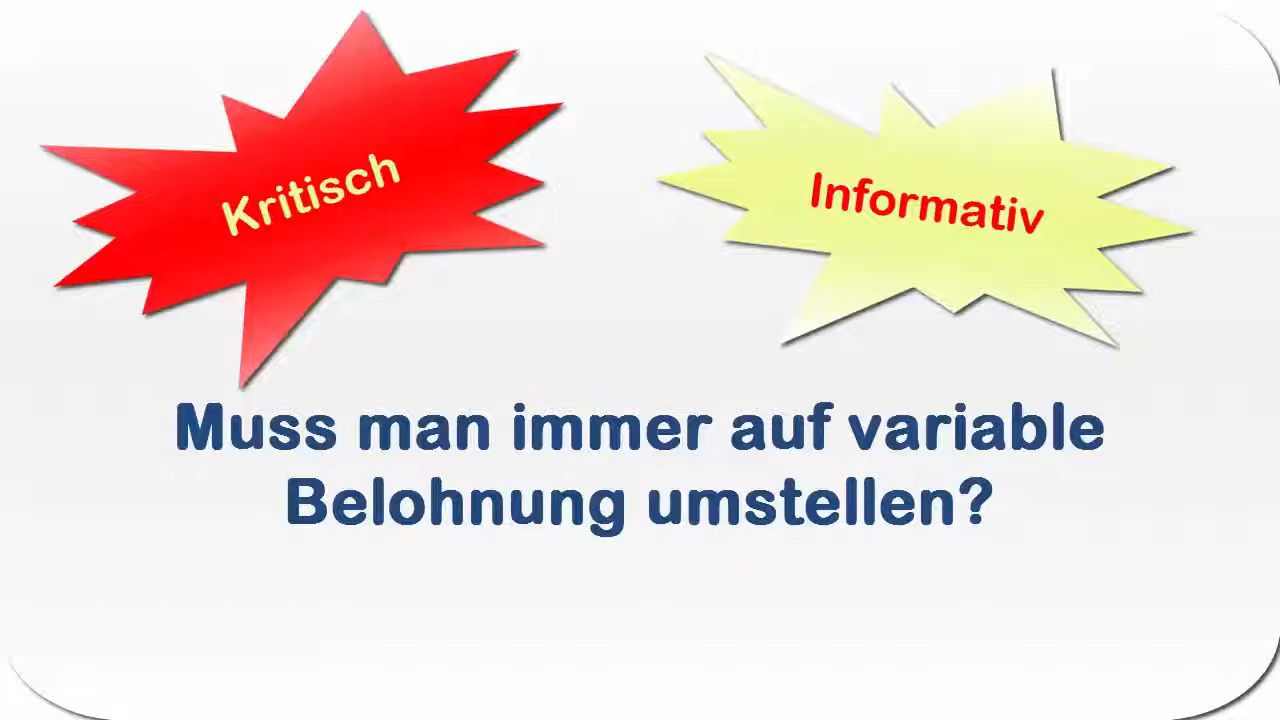 Kritisch
Informativ
Muss man immer auf variable
Belohnung umstellen?